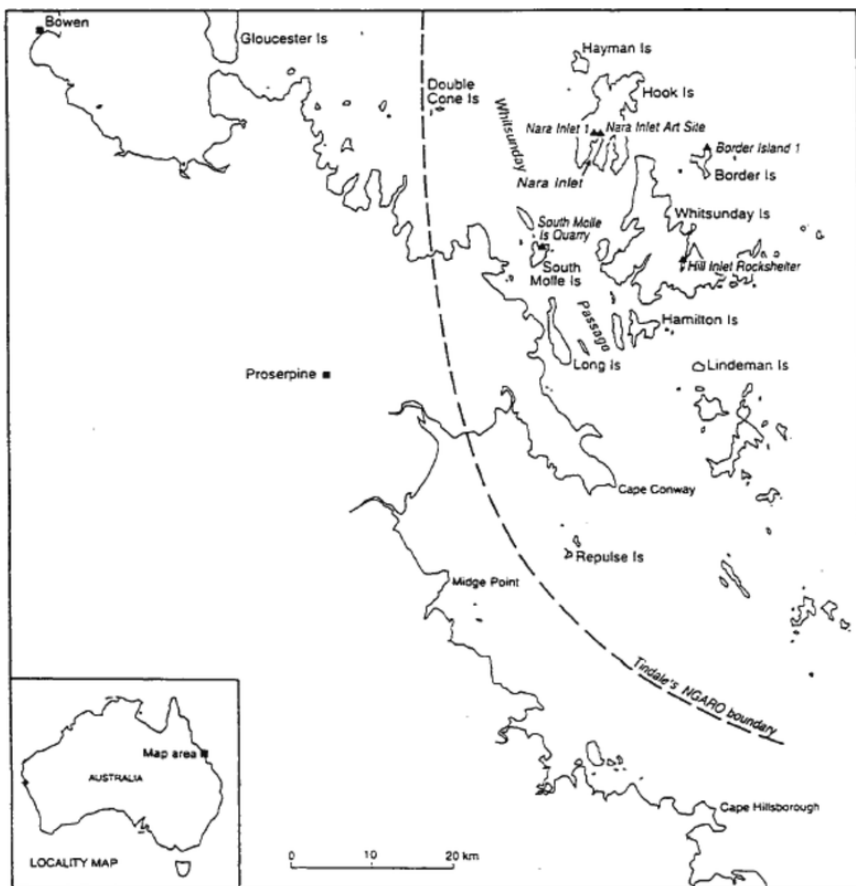 Bowen
Gloucester Is
Hayman Is
Double
Cone Is
Hook Is
Whitsunday
Nara Inlet 1
Nara Inlet Art Site
Border Island 1
Nara Inlet
Border Is
Whitsunday Is
South Molle
Is Quarry
South
Molle Is
Hill Inlet Rockshelter
Passage
Hamilton Is
Long Is
Lindeman Is
Proserpine
Cape Conway
Repulse Is
Midge Point
Tindale's NGARO boundary
Map area
AUSTRALIA
Cape Hillsborough
LOCALITY MAP
0 10 20 km